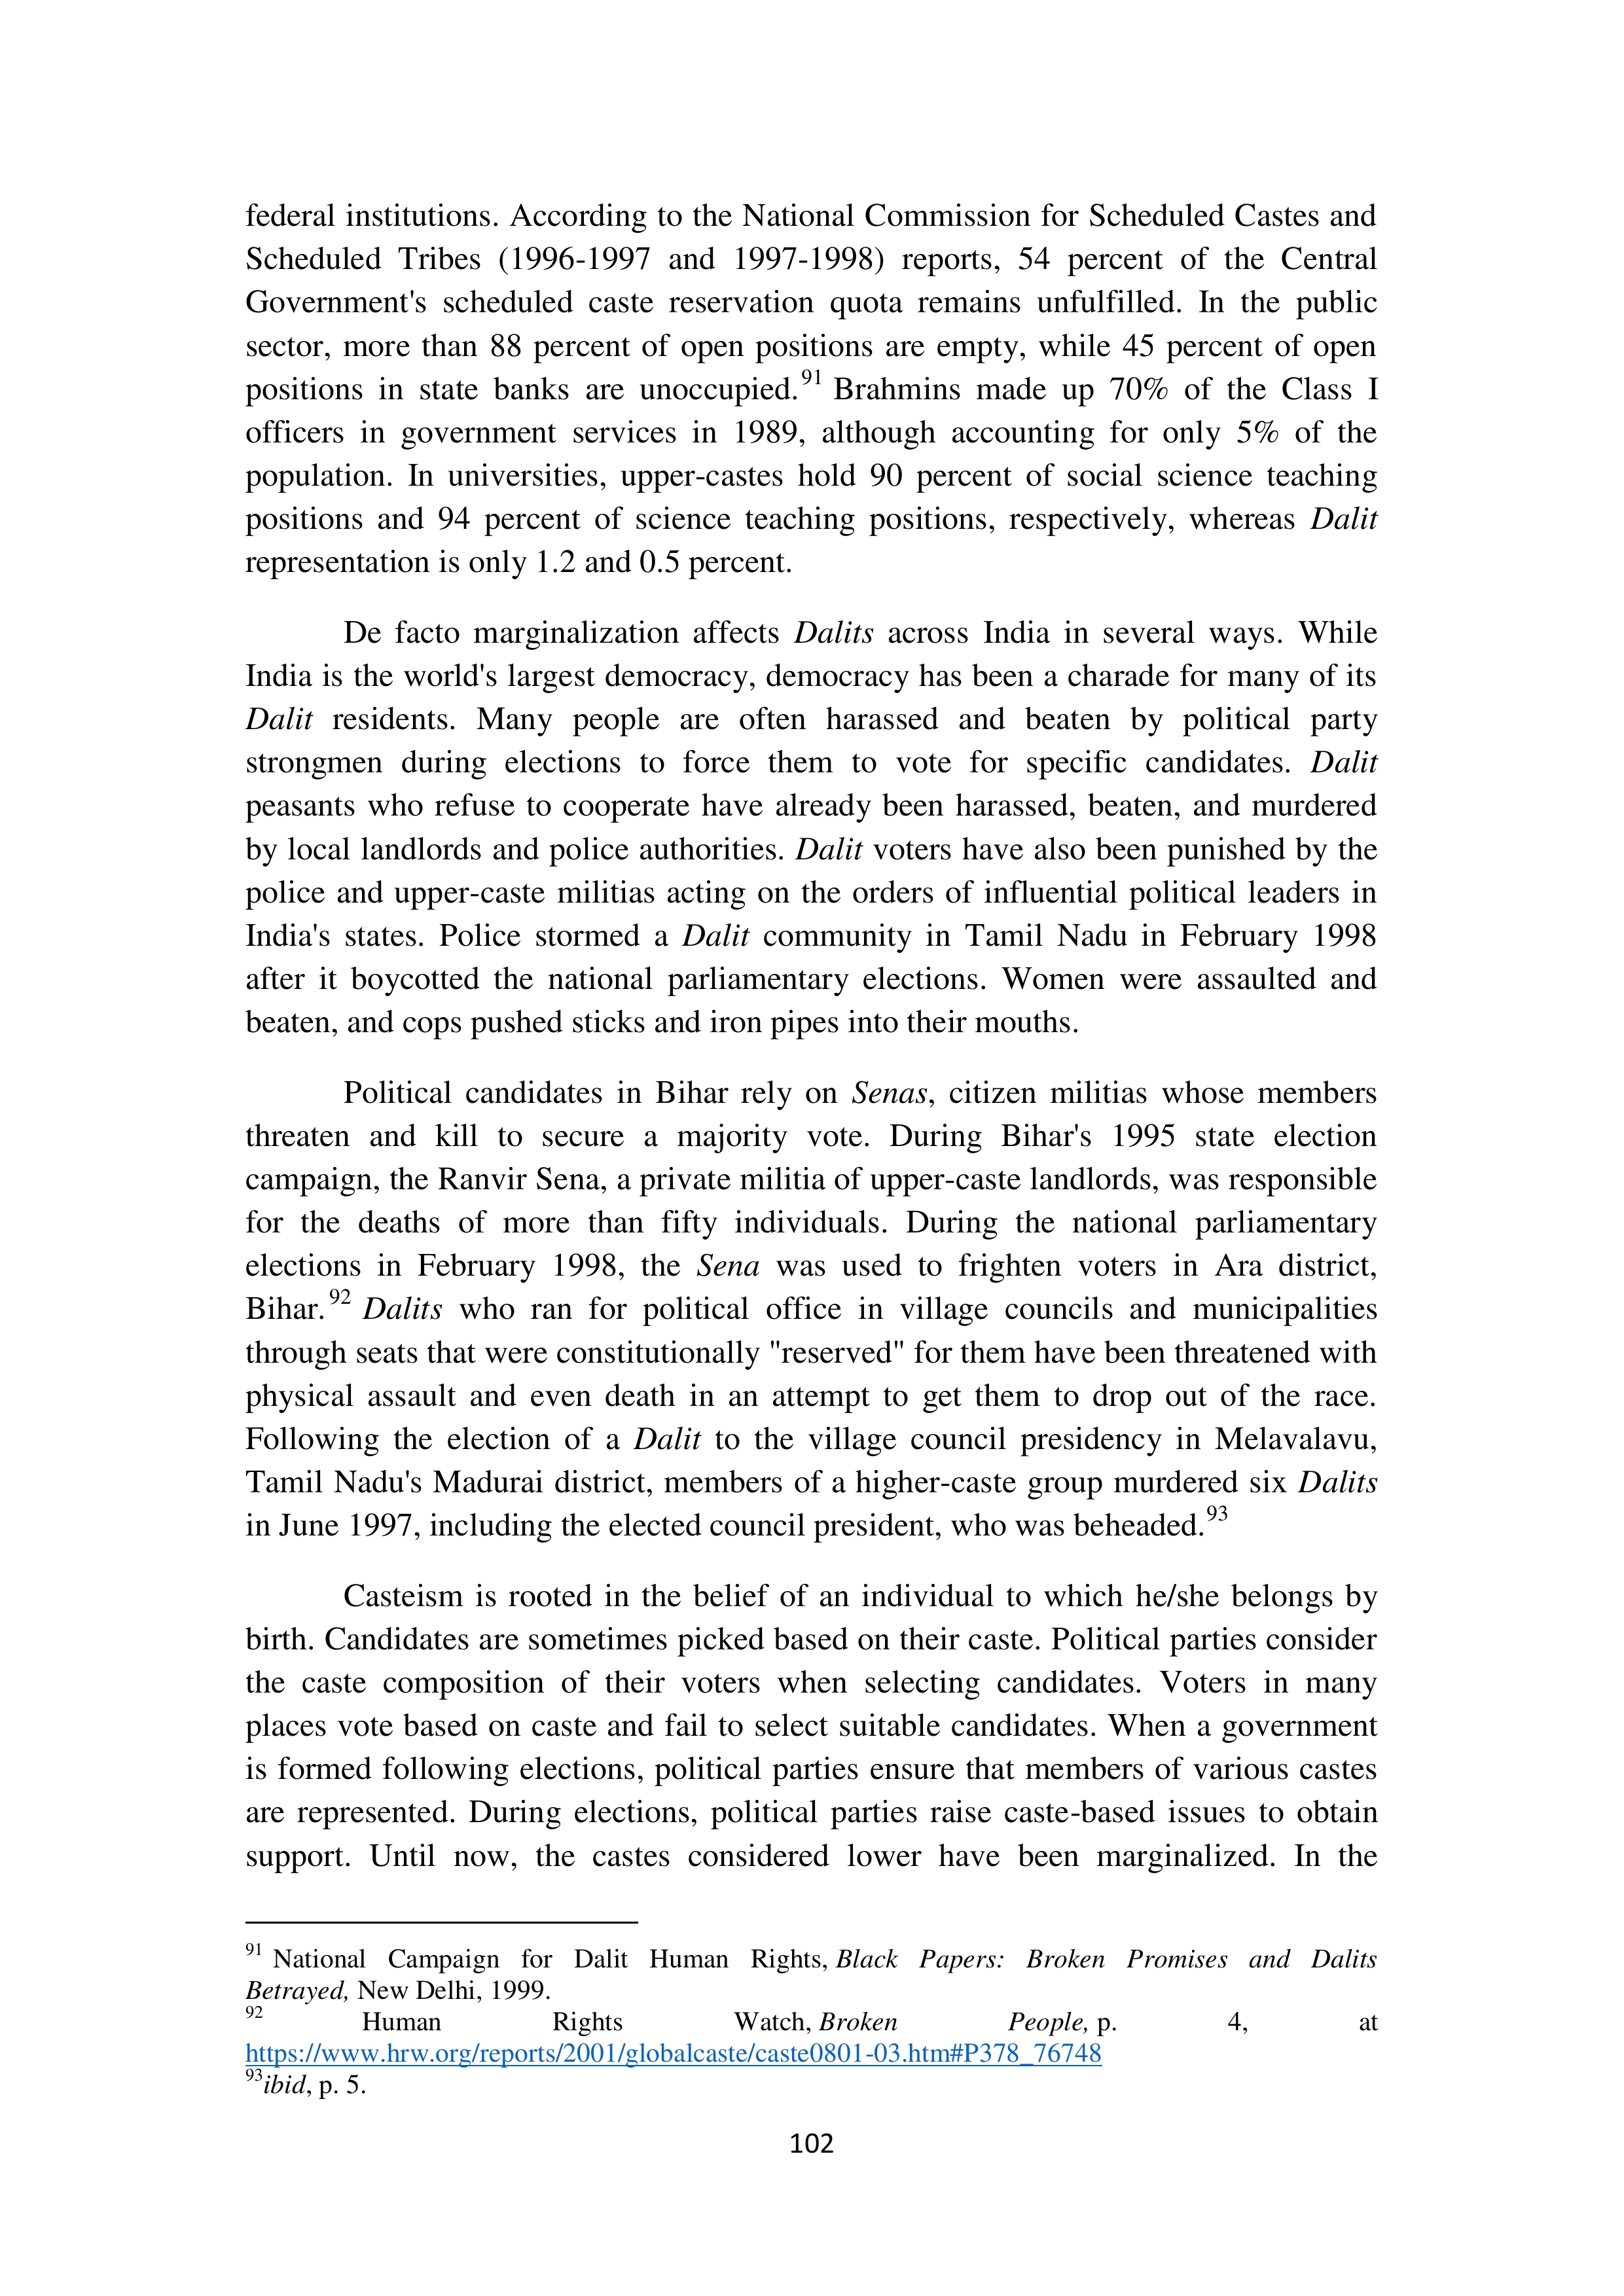 federal institutions. According to the National Commission for Scheduled Castes and
Scheduled Tribes (1996-1997 and 1997-1998) reports, 54 percent of the Central
Government's scheduled caste reservation quota remains unfulfilled. In the public
sector, more than 88 percent of open positions are empty, while 45 percent of open
positions in state banks are unoccupied.91 Brahmins made up 70% of the Class I
officers in government services in 1989, although accounting for only 5% of the
population. In universities, upper-castes hold 90 percent of social science teaching
positions and 94 percent of science teaching positions, respectively, whereas Dalit
representation is only 1.2 and 0.5 percent.
De facto marginalization affects Dalits across India in several ways. While
India is the world's largest democracy, democracy has been a charade for many of its
Dalit residents. Many people are often harassed and beaten by political party
strongmen during elections to force them to vote for specific candidates. Dalit
peasants who refuse to cooperate have already been harassed, beaten, and murdered
by local landlords and police authorities. Dalit voters have also been punished by the
police and upper-caste militias acting on the orders of influential political leaders in
India's states. Police stormed a Dalit community in Tamil Nadu in February 1998
after it boycotted the national parliamentary elections. Women were assaulted and
beaten, and cops pushed sticks and iron pipes into their mouths.
Political candidates in Bihar rely on Senas, citizen militias whose members
threaten and kill to secure a majority vote. During Bihar's 1995 state election
campaign, the Ranvir Sena, a private militia of upper-caste landlords, was responsible
for the deaths of more than fifty individuals. During the national parliamentary
elections in February 1998, the Sena was used to frighten voters in Ara district,
Bihar.92 Dalits who ran for political office in village councils and municipalities
through seats that were constitutionally "reserved" for them have been threatened with
physical assault and even death in an attempt to get them to drop out of the race.
Following the election of a Dalit to the village council presidency in Melavalavu,
Tamil Nadu's Madurai district, members of a higher-caste group murdered six Dalits
in June 1997, including the elected council president, who was beheaded.93
Casteism is rooted in the belief of an individual to which he/she belongs by
birth. Candidates are sometimes picked based on their caste. Political parties consider
the caste composition of their voters when selecting candidates. Voters in many
places vote based on caste and fail to select suitable candidates. When a government
is formed following elections, political parties ensure that members of various castes
are represented. During elections, political parties raise caste-based issues to obtain
support. Until now, the castes considered lower have been marginalized. In the
91 National Campaign for Dalit Human Rights, Black Papers: Broken Promises and Dalits
Betrayed, New Delhi, 1999.
92 Human Rights Watch, Broken People, p. 4, at
https://www.hrw.org/reports/2001/globalcaste/caste0801-03.htm#P378_76748
93ibid, p. 5.
102